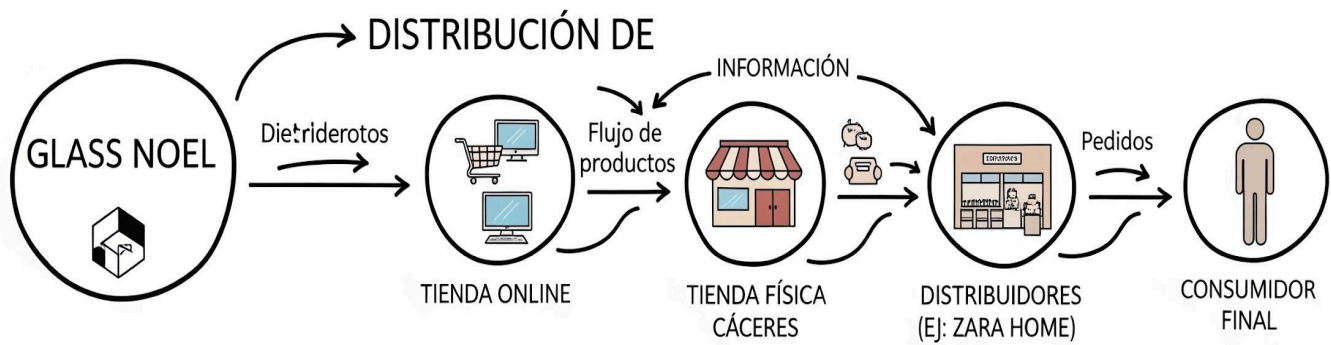 DISTRIBUCIÓN DE
INFORMACIÓN
GLASS NOEL
Dietriderotos
Flujo de
productos
Pedidos
TIENDA ONLINE
TIENDA FÍSICA
CÁCERES
DISTRIBUIDORES
(EJ: ZARA HOME)
CONSUMIDOR
FINAL